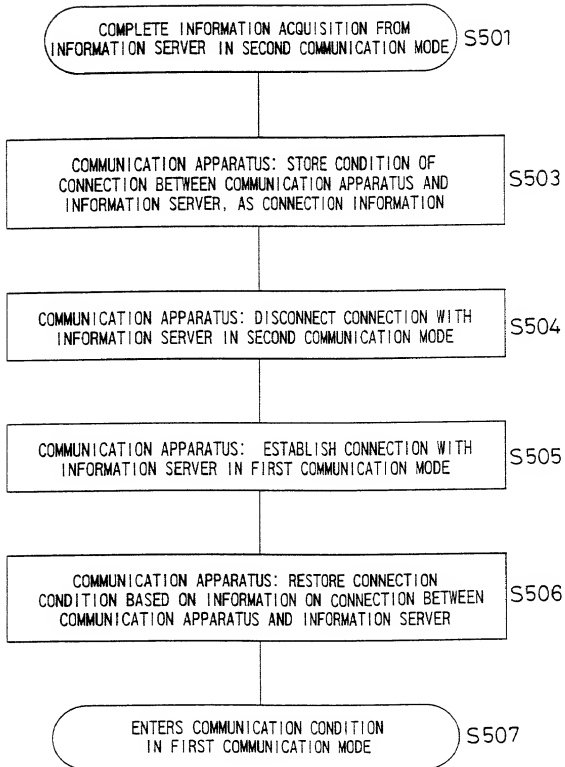 COMPLETE INFORMATION ACQUISITION FROM
INFORMATION SERVER IN SECOND COMMUNICATION MODE
S501
COMMUNICATION APPARATUS: STORE CONDITION OF
CONNECTION BETWEEN COMMUNICATION APPARATUS AND
INFORMATION SERVER, AS CONNECTION INFORMATION
S503
COMMUNICATION APPARATUS: DISCONNECT CONNECTION WITH
INFORMATION SERVER IN SECOND COMMUNICATION MODE
S504
COMMUNICATION APPARATUS: ESTABLISH CONNECTION WITH
INFORMATION SERVER IN FIRST COMMUNICATION MODE
S505
COMMUNICATION APPARATUS: RESTORE CONNECTION
CONDITION BASED ON INFORMATION ON CONNECTION BETWEEN
COMMUNICATION APPARATUS AND INFORMATION SERVER
S506
ENTERS COMMUNICATION CONDITION
IN FIRST COMMUNICATION MODE
S507